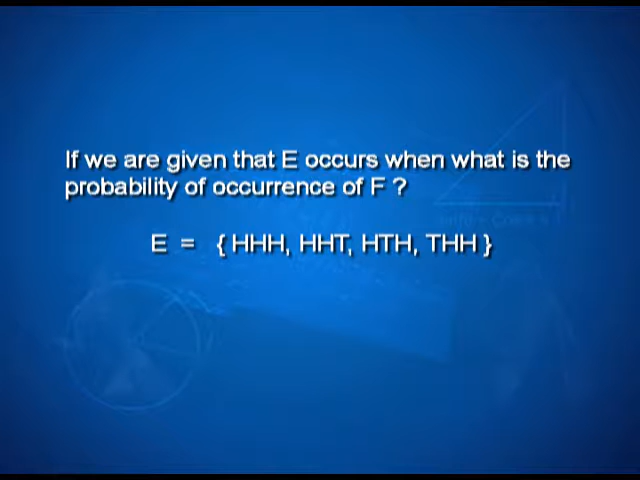 If we are given that E occurs when what is the
probability of occurrence of F ?
E = { HHH, HHT, HTH, THH }